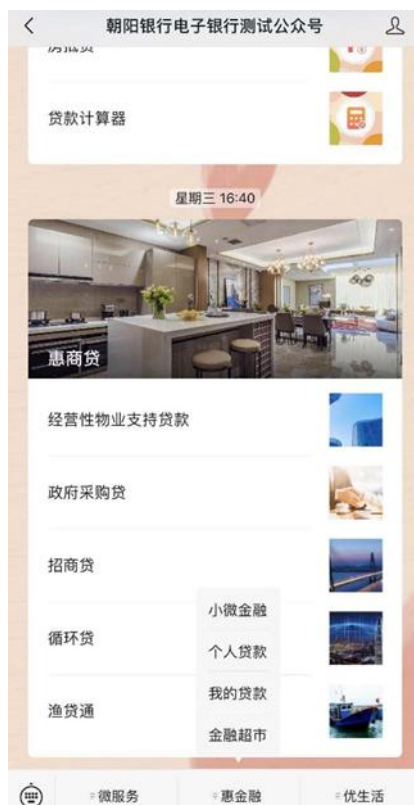 朝阳银行电子银行测试公众号
房抵贷
贷款计算器
星期三 16:40
惠商贷
经营性物业支持贷款
政府采购贷
招商贷
循环贷
渔贷通
小微金融
个人贷款
我的贷款
金融超市
微服务
惠金融
优生活